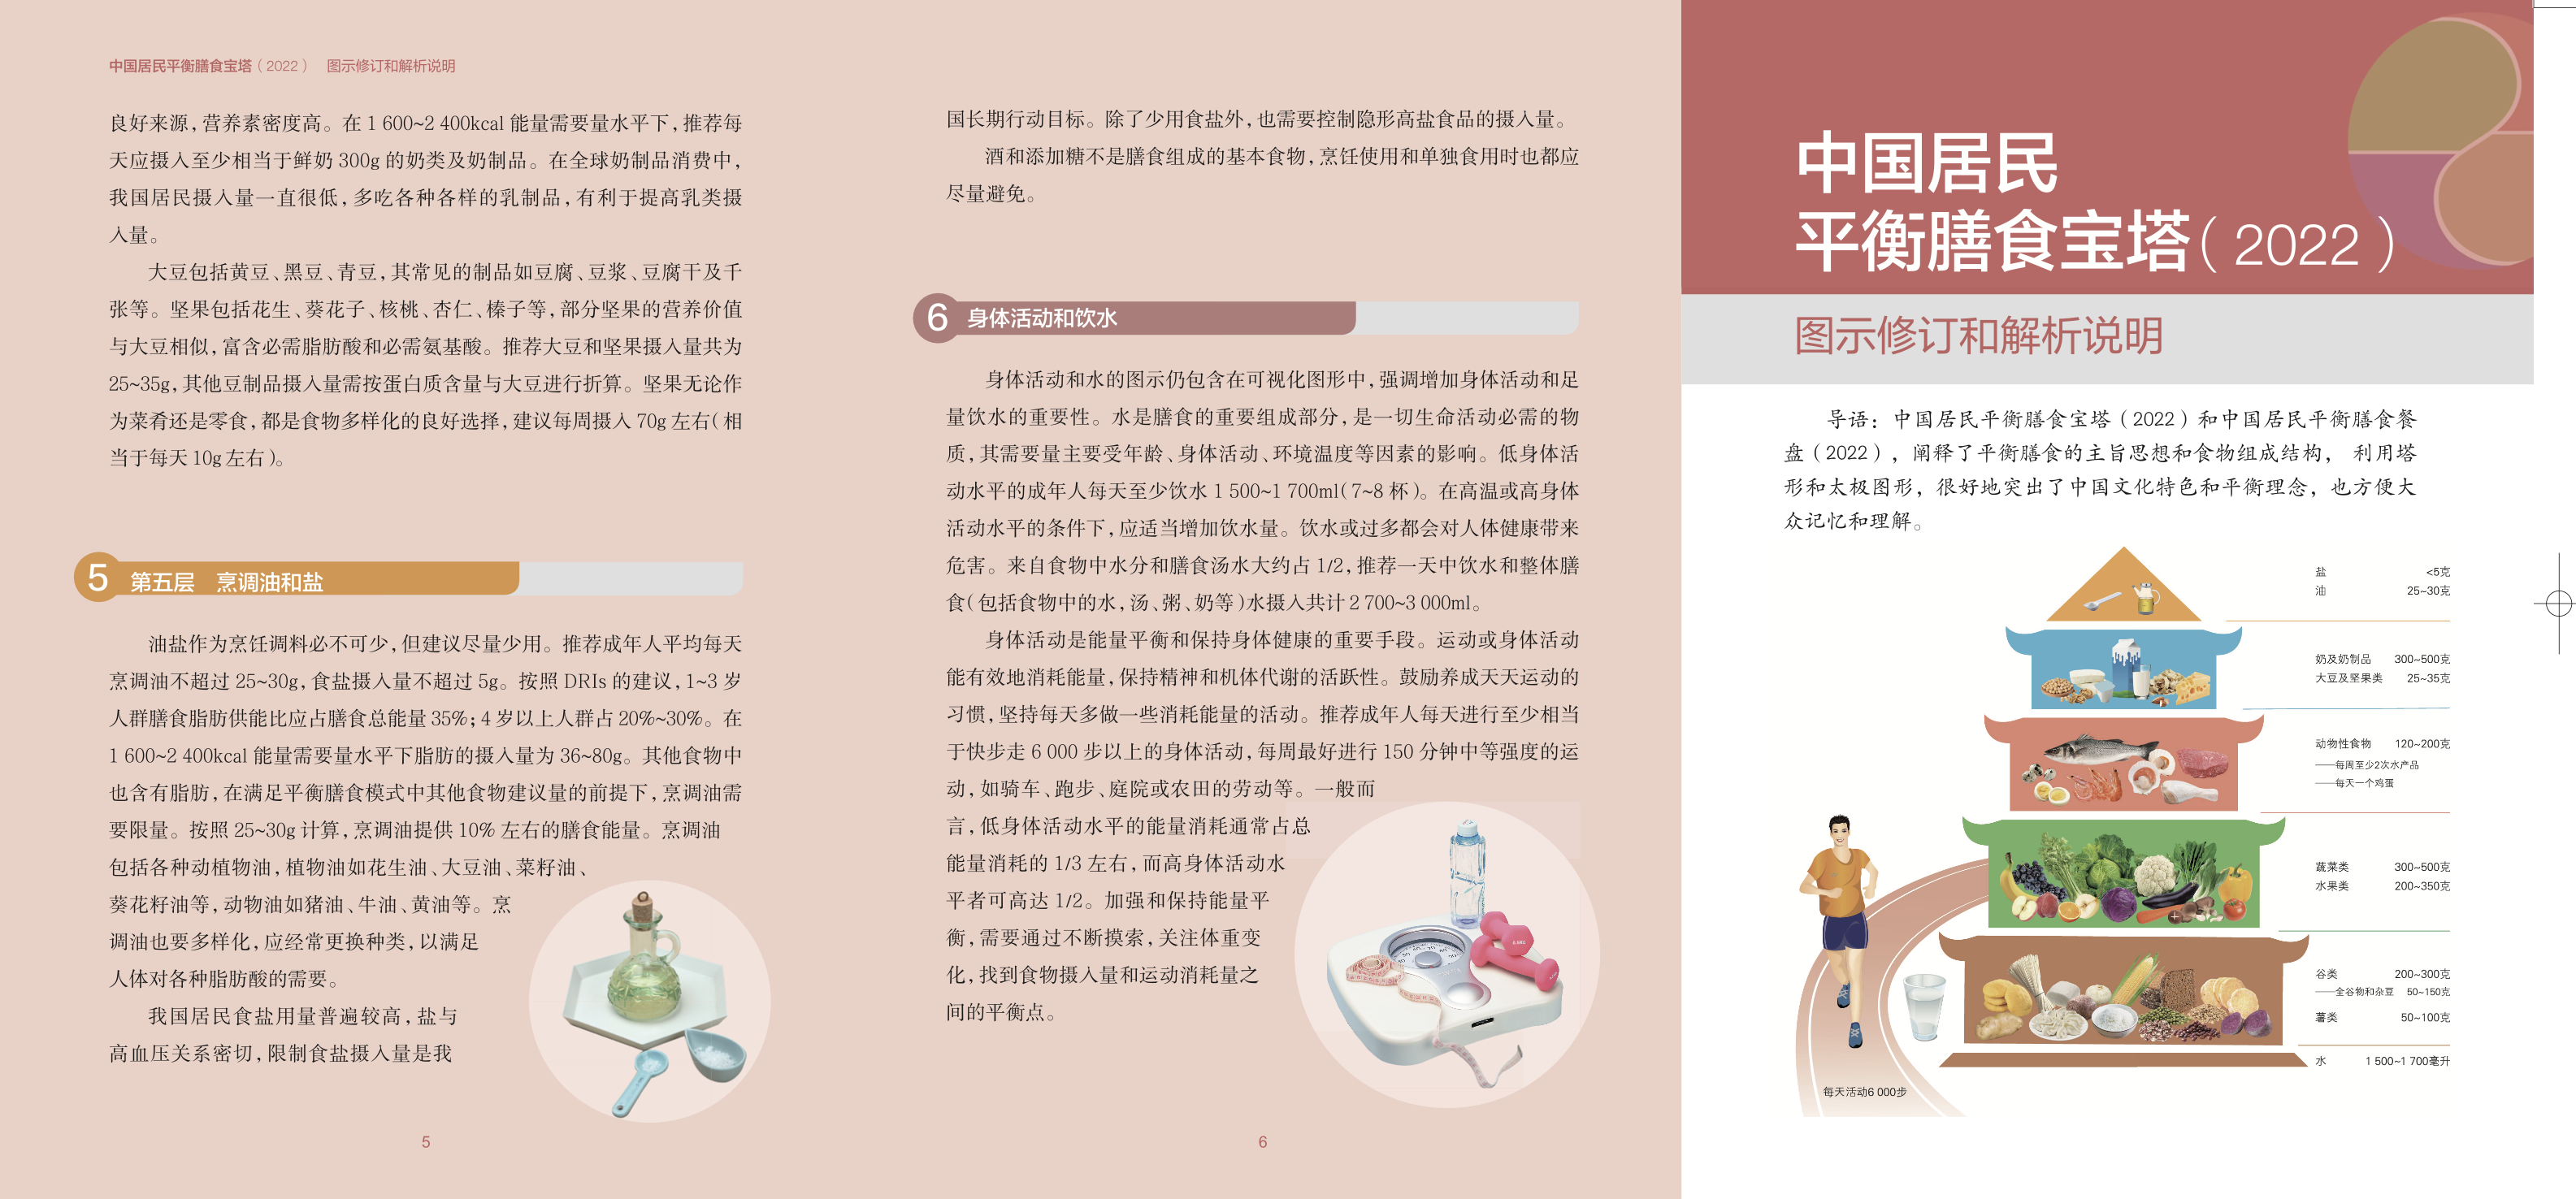 中国居民平衡膳食宝塔（2022）　图示修订和解析说明
良好来源，营养素密度高。在 1 600~2 400kcal 能量需要量水平下，推荐每
天应摄入至少相当于鲜奶 300g 的奶类及奶制品。在全球奶制品消费中，
我国居民摄入量一直很低，多吃各种各样的乳制品，有利于提高乳类摄
入量。
大豆包括黄豆、黑豆、青豆，其常见的制品如豆腐、豆浆、豆腐干及千
张等。坚果包括花生、葵花子、核桃、杏仁、榛子等，部分坚果的营养价值
与大豆相似，富含必需脂肪酸和必需氨基酸。推荐大豆和坚果摄入量共为
25~35g，其他豆制品摄入量需按蛋白质含量与大豆进行折算。坚果无论作
为菜肴还是零食，都是食物多样化的良好选择，建议每周摄入 70g 左右（相
当于每天 10g 左右）。
5 第五层　烹调油和盐
油盐作为烹饪调料必不可少，但建议尽量少用。推荐成年人平均每天
烹调油不超过 25~30g，食盐摄入量不超过 5g。按照 DRIs 的建议，1~3 岁
人群膳食脂肪供能比应占膳食总能量 35%；4 岁以上人群占 20%~30%。在
1 600~2 400kcal 能量需要量水平下脂肪的摄入量为 36~80g。其他食物中
也含有脂肪，在满足平衡膳食模式中其他食物建议量的前提下，烹调油需
要限量。按照 25~30g 计算，烹调油提供 10% 左右的膳食能量。烹调油
包括各种动植物油，植物油如花生油、大豆油、菜籽油、
葵花籽油等，动物油如猪油、牛油、黄油等。烹
调油也要多样化，应经常更换种类，以满足
人体对各种脂肪酸的需要。
我国居民食盐用量普遍较高，盐与
高血压关系密切，限制食盐摄入量是我
5
国长期行动目标。除了少用食盐外，也需要控制隐形高盐食品的摄入量。
酒和添加糖不是膳食组成的基本食物，烹饪使用和单独食用时也都应
尽量避免。
6 身体活动和饮水
身体活动和水的图示仍包含在可视化图形中，强调增加身体活动和足
量饮水的重要性。水是膳食的重要组成部分，是一切生命活动必需的物
质，其需要量主要受年龄、身体活动、环境温度等因素的影响。低身体活
动水平的成年人每天至少饮水 1 500~1 700ml（7~8 杯）。在高温或高身体
活动水平的条件下，应适当增加饮水量。饮水或过多都会对人体健康带来
危害。来自食物中水分和膳食汤水大约占 1/2，推荐一天中饮水和整体膳
食（包括食物中的水，汤、粥、奶等）水摄入共计 2 700~3 000ml。
身体活动是能量平衡和保持身体健康的重要手段。运动或身体活动
能有效地消耗能量，保持精神和机体代谢的活跃性。鼓励养成天天运动的
习惯，坚持每天多做一些消耗能量的活动。推荐成年人每天进行至少相当
于快步走 6 000 步以上的身体活动，每周最好进行 150 分钟中等强度的运
动，如骑车、跑步、庭院或农田的劳动等。一般而
言，低身体活动水平的能量消耗通常占总
能量消耗的 1/3 左右，而高身体活动水
平者可高达 1/2。加强和保持能量平
衡，需要通过不断摸索，关注体重变
化，找到食物摄入量和运动消耗量之
间的平衡点。
6
中国居民
平衡膳食宝塔（2022）
图示修订和解析说明
导语：中国居民平衡膳食宝塔（2022）和中国居民平衡膳食餐
盘（2022），阐释了平衡膳食的主旨思想和食物组成结构， 利用塔
形和太极图形，很好地突出了中国文化特色和平衡理念，也方便大
众记忆和理解。
盐 <5克
油 25~30克
奶及奶制品 300~500克
大豆及坚果类 25~35克
动物性食物 120~200克
——每周至少2次水产品
——每天一个鸡蛋
蔬菜类 300~500克
水果类 200~350克
谷类 200~300克
——全谷物和杂豆 50~150克
薯类 50~100克
水 1 500~1 700毫升
每天活动6 000步